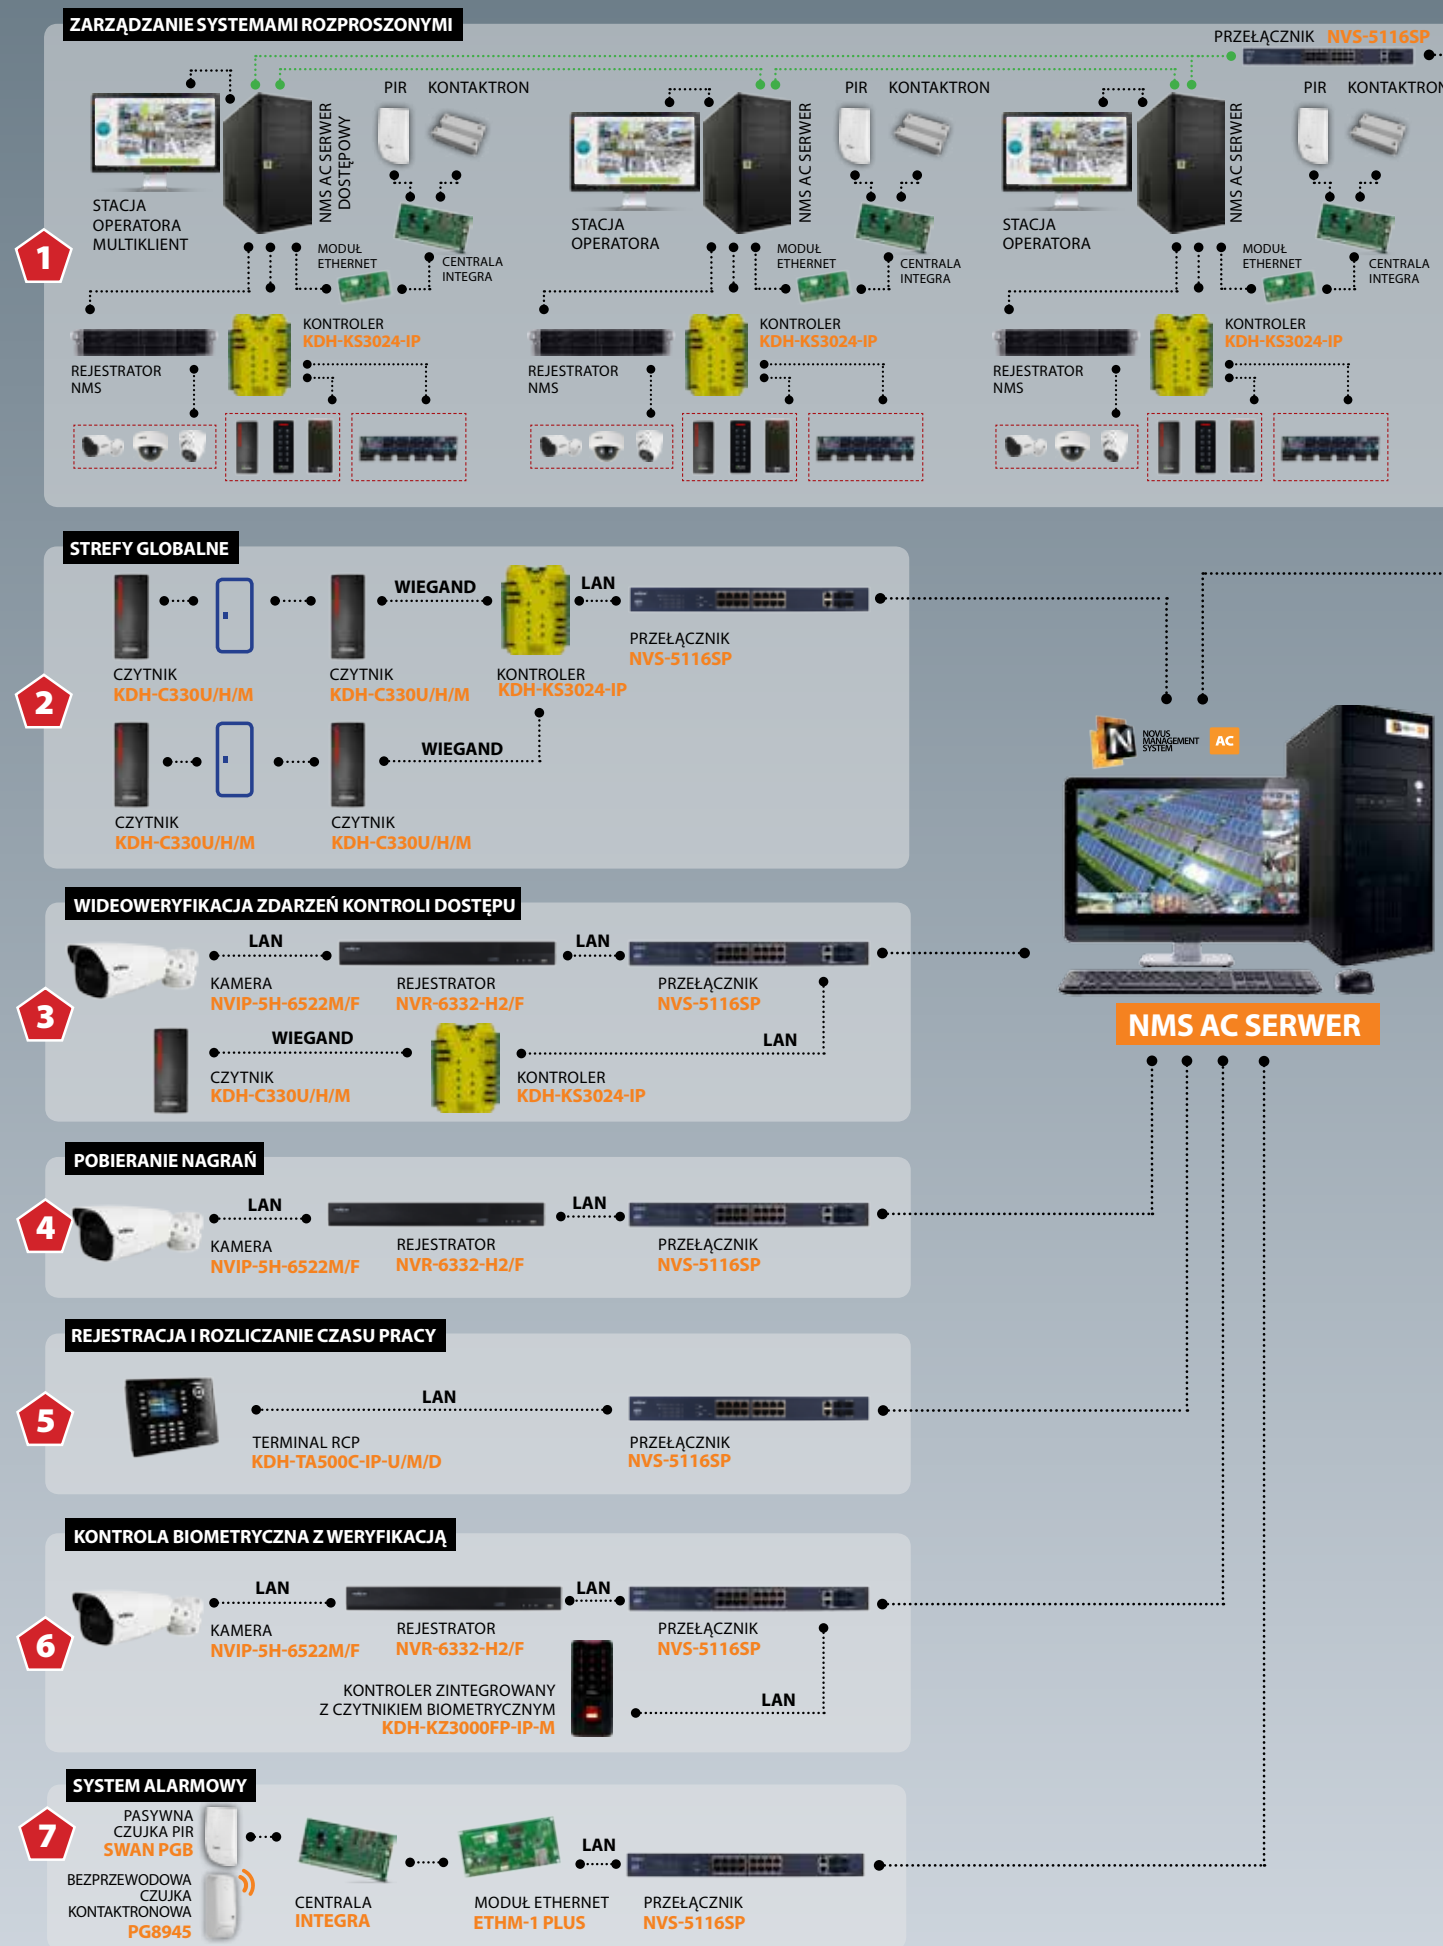 ZARZĄDZANIE SYSTEMAMI ROZPROSZONYMI
PRZEŁĄCZNIK NVS-5116SP
PIR KONTAKTRON
PIR KONTAKTRON
PIR KONTAKTRON
NMS AC SERWER
DOSTĘPOWY
NMS AC SERWER
NMS AC SERWER
STACJA
OPERATORA
MULTIKLIENT
STACJA
OPERATORA
STACJA
OPERATORA
1
MODUŁ
ETHERNET
CENTRALA
INTEGRA
MODUŁ
ETHERNET
CENTRALA
INTEGRA
MODUŁ
ETHERNET
CENTRALA
INTEGRA
KONTROLER
KDH-KS3024-IP
KONTROLER
KDH-KS3024-IP
KONTROLER
KDH-KS3024-IP
REJESTRATOR
NMS
REJESTRATOR
NMS
REJESTRATOR
NMS
STREFY GLOBALNE
WIEGAND
LAN
PRZEŁĄCZNIK
NVS-5116SP
2
CZYTNIK
KDH-C330U/H/M
CZYTNIK
KDH-C330U/H/M
KONTROLER
KDH-KS3024-IP
WIEGAND
CZYTNIK
KDH-C330U/H/M
CZYTNIK
KDH-C330U/H/M
N NOVUS
MANAGEMENT
SYSTEM
AC
NMS AC SERWER
WIDEOWERYFIKACJA ZDARZEŃ KONTROLI DOSTĘPU
LAN
LAN
3
KAMERA
NVIP-5H-6522M/F
REJESTRATOR
NVR-6332-H2/F
PRZEŁĄCZNIK
NVS-5116SP
WIEGAND
LAN
CZYTNIK
KDH-C330U/H/M
KONTROLER
KDH-KS3024-IP
POBIERANIE NAGRAŃ
4
LAN
LAN
KAMERA
NVIP-5H-6522M/F
REJESTRATOR
NVR-6332-H2/F
PRZEŁĄCZNIK
NVS-5116SP
REJESTRACJA I ROZLICZANIE CZASU PRACY
5
LAN
TERMINAL RCP
KDH-TA500C-IP-U/M/D
PRZEŁĄCZNIK
NVS-5116SP
KONTROLA BIOMETRYCZNA Z WERYFIKACJĄ
6
LAN
LAN
KAMERA
NVIP-5H-6522M/F
REJESTRATOR
NVR-6332-H2/F
PRZEŁĄCZNIK
NVS-5116SP
KONTROLER ZINTEGROWANY
Z CZYTNIKIEM BIOMETRYCZNYM
KDH-KZ3000FP-IP-M
LAN
SYSTEM ALARMOWY
7
PASYWNA
CZUJKA PIR
SWAN PGB
BEZPRZEWODOWA
CZUJKA
KONTAKTRONOWA
PG8945
LAN
CENTRALA
INTEGRA
MODUŁ ETHERNET
ETHM-1 PLUS
PRZEŁĄCZNIK
NVS-5116SP